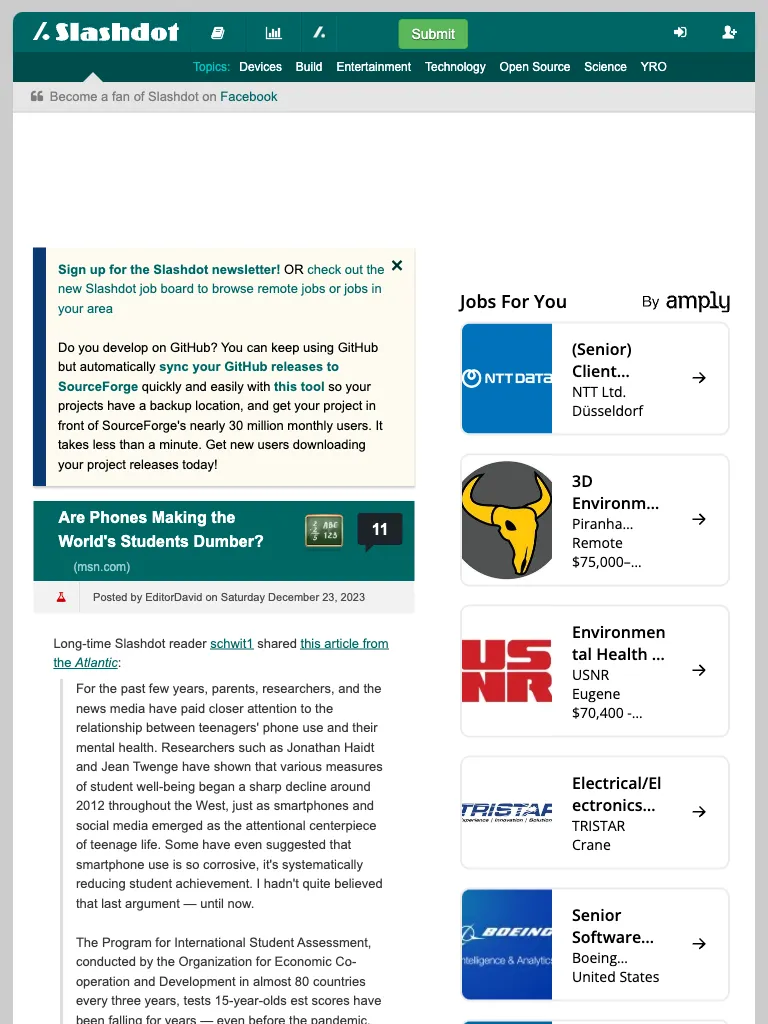 Slashdot
Submit
Topics: Devices Build Entertainment Technology Open Source Science YRO
Become a fan of Slashdot on Facebook
Sign up for the Slashdot newsletter! OR check out the
new Slashdot job board to browse remote jobs or jobs in
your area
Do you develop on GitHub? You can keep using GitHub
but automatically sync your GitHub releases to
SourceForge quickly and easily with this tool so your
projects have a backup location, and get your project in
front of SourceForge's nearly 30 million monthly users. It
takes less than a minute. Get new users downloading
your project releases today!
Are Phones Making the
World's Students Dumber?
(msn.com)
ABC
123
11
Posted by EditorDavid on Saturday December 23, 2023
Long-time Slashdot reader schwit1 shared this article from
the Atlantic:
For the past few years, parents, researchers, and the
news media have paid closer attention to the
relationship between teenagers' phone use and their
mental health. Researchers such as Jonathan Haidt
and Jean Twenge have shown that various measures
of student well-being began a sharp decline around
2012 throughout the West, just as smartphones and
social media emerged as the attentional centerpiece
of teenage life. Some have even suggested that
smartphone use is so corrosive, it's systematically
reducing student achievement. I hadn't quite believed
that last argument — until now.
The Program for International Student Assessment,
conducted by the Organization for Economic Co-
operation and Development in almost 80 countries
every three years, tests 15-year-olds est scores have
been falling for years — even before the pandemic.
Jobs For You
By amply
NTT DATA
(Senior)
Client...
NTT Ltd.
Düsseldorf
3D
Environm...
Piranha...
Remote
$75,000–...
US
NR
Environmen
tal Health ...
USNR
Eugene
$70,400 -...
TRISTAR
Experience / Innovation / Solution
Electrical/El
ectronics...
TRISTAR
Crane
BOEING
ntelligence & Analytics
Senior
Software...
Boeing...
United States